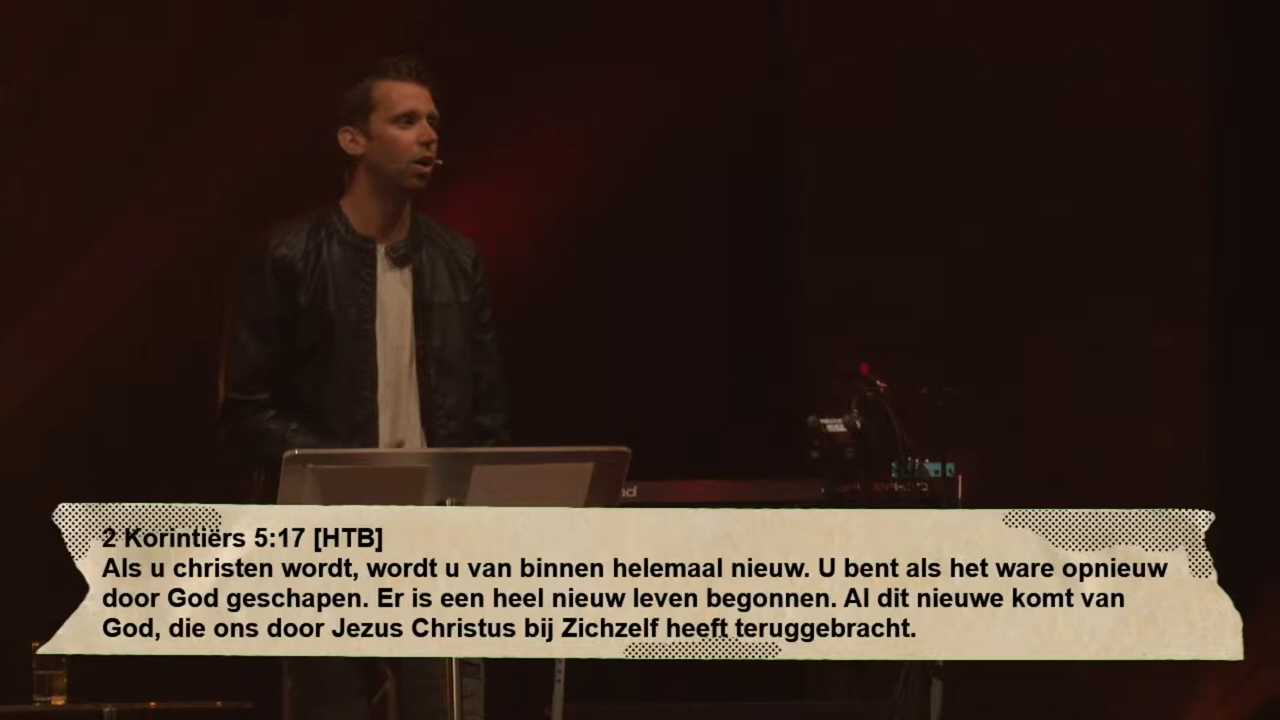 nd
2 Korintiërs 5:17 [HTB]
Als u christen wordt, wordt u van binnen helemaal nieuw. U bent als het ware opnieuw
door God geschapen. Er is een heel nieuw leven begonnen. Al dit nieuwe komt van
God, die ons door Jezus Christus bij Zichzelf heeft teruggebracht.